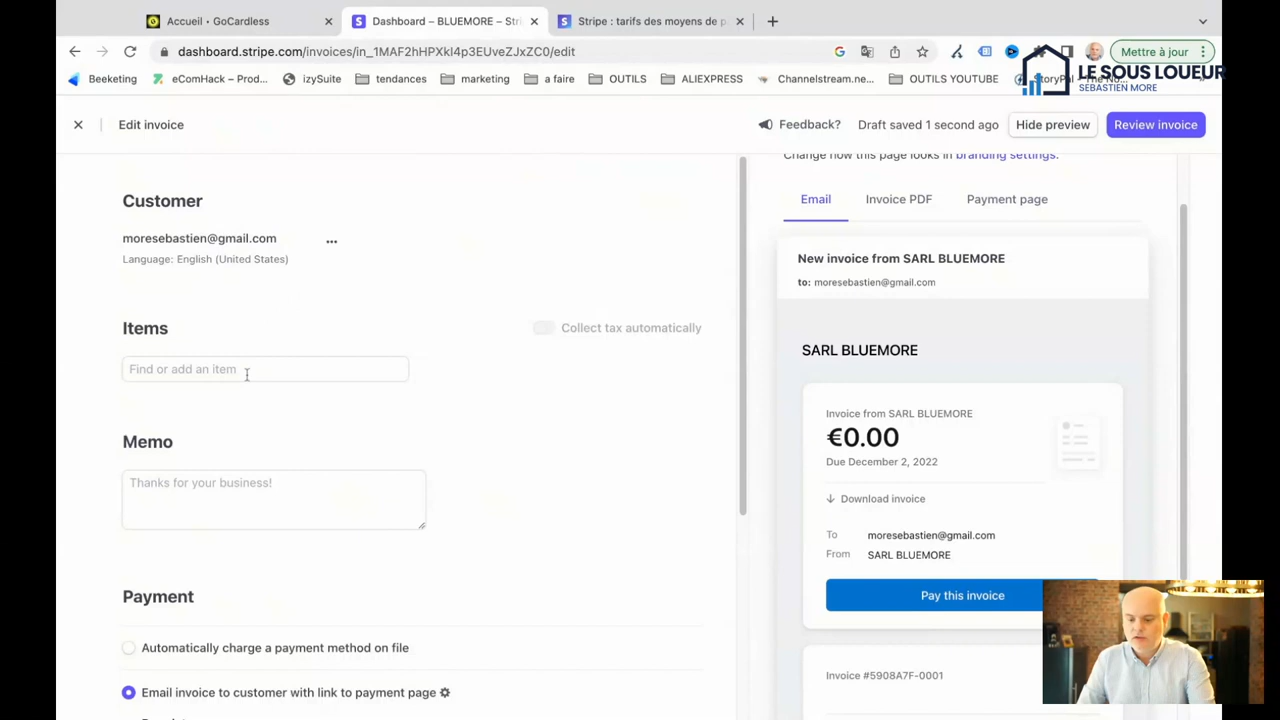 Accueil • GoCardless
Dashboard – BLUEMORE – Stri
Stripe : tarifs des moyens de p
dashboard.stripe.com/invoices/in_1MAF2hHPXkI4p3EUveZJxZC0/edit
Mettre à jour
Beeketing
eComHack – Prod...
izySuite
tendances
marketing
a faire
OUTILS
ALIEXPRESS
Channelstream.ne...
OUTILS YOUTUBE
LE SOUS LOUEUR
SEBASTIEN MORE
Edit invoice
Feedback?
Draft saved 1 second ago
Hide preview
Review invoice
Change how this page looks in branding settings.
Customer
moresebastien@gmail.com
Language: English (United States)
Items
Collect tax automatically
Find or add an item
Memo
Thanks for your business!
Payment
Automatically charge a payment method on file
Email invoice to customer with link to payment page
Email
Invoice PDF
Payment page
New invoice from SARL BLUEMORE
to: moresebastien@gmail.com
SARL BLUEMORE
Invoice from SARL BLUEMORE
€0.00
Due December 2, 2022
Download invoice
To moresebastien@gmail.com
From SARL BLUEMORE
Pay this invoice
Invoice #5908A7F-0001